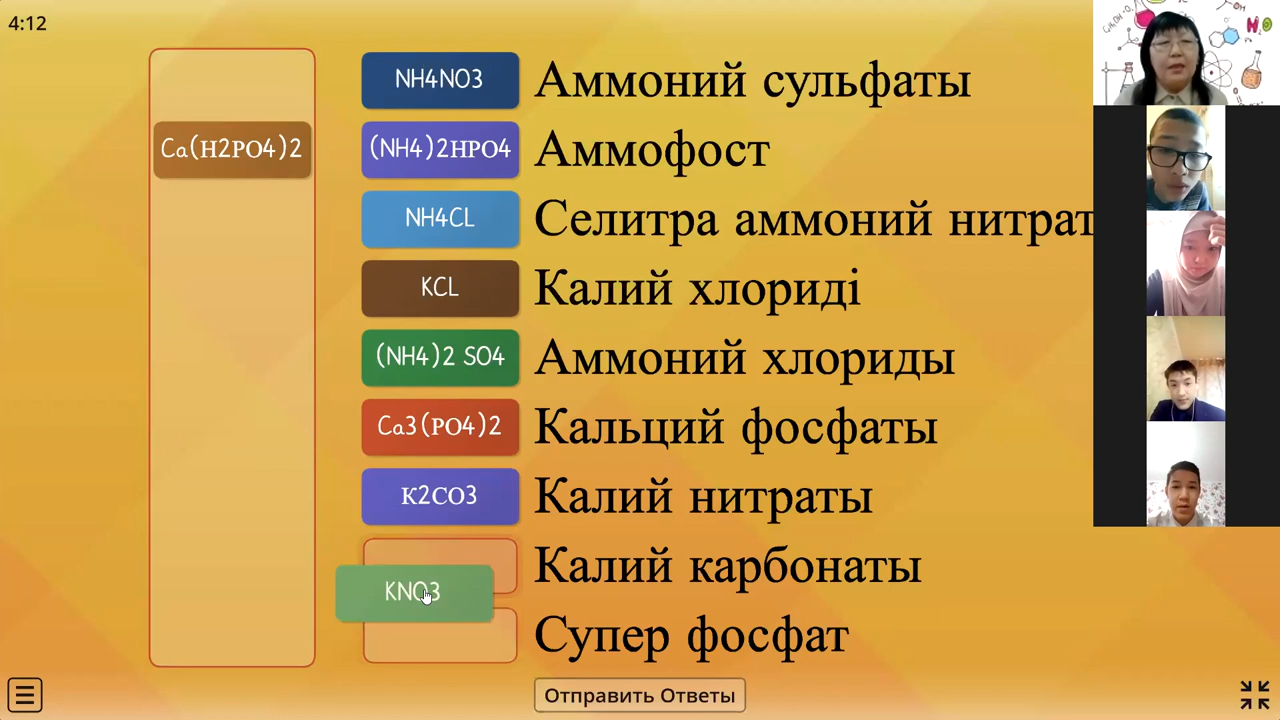 4:12
Ca(H2PO4)2
NH4NO3 Аммоний сульфаты
(NH4)2HPO4 Аммофост
NH4CL Селитра аммоний нитрат
KCL Калий хлориді
(NH4)2 SO4 Аммоний хлориды
Ca3(PO4)2 Кальций фосфаты
K2CO3 Калий нитраты
Калий карбонаты
KNO3
Супер фосфат
Отправить Ответы